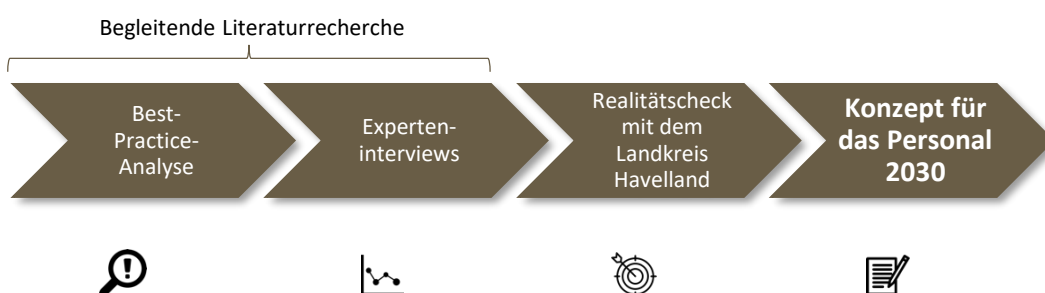 Begleitende Literaturrecherche
Best-
Practice-
Analyse
Experten-
interviews
Realitätscheck
mit dem
Landkreis
Havelland
Konzept für
das Personal
2030